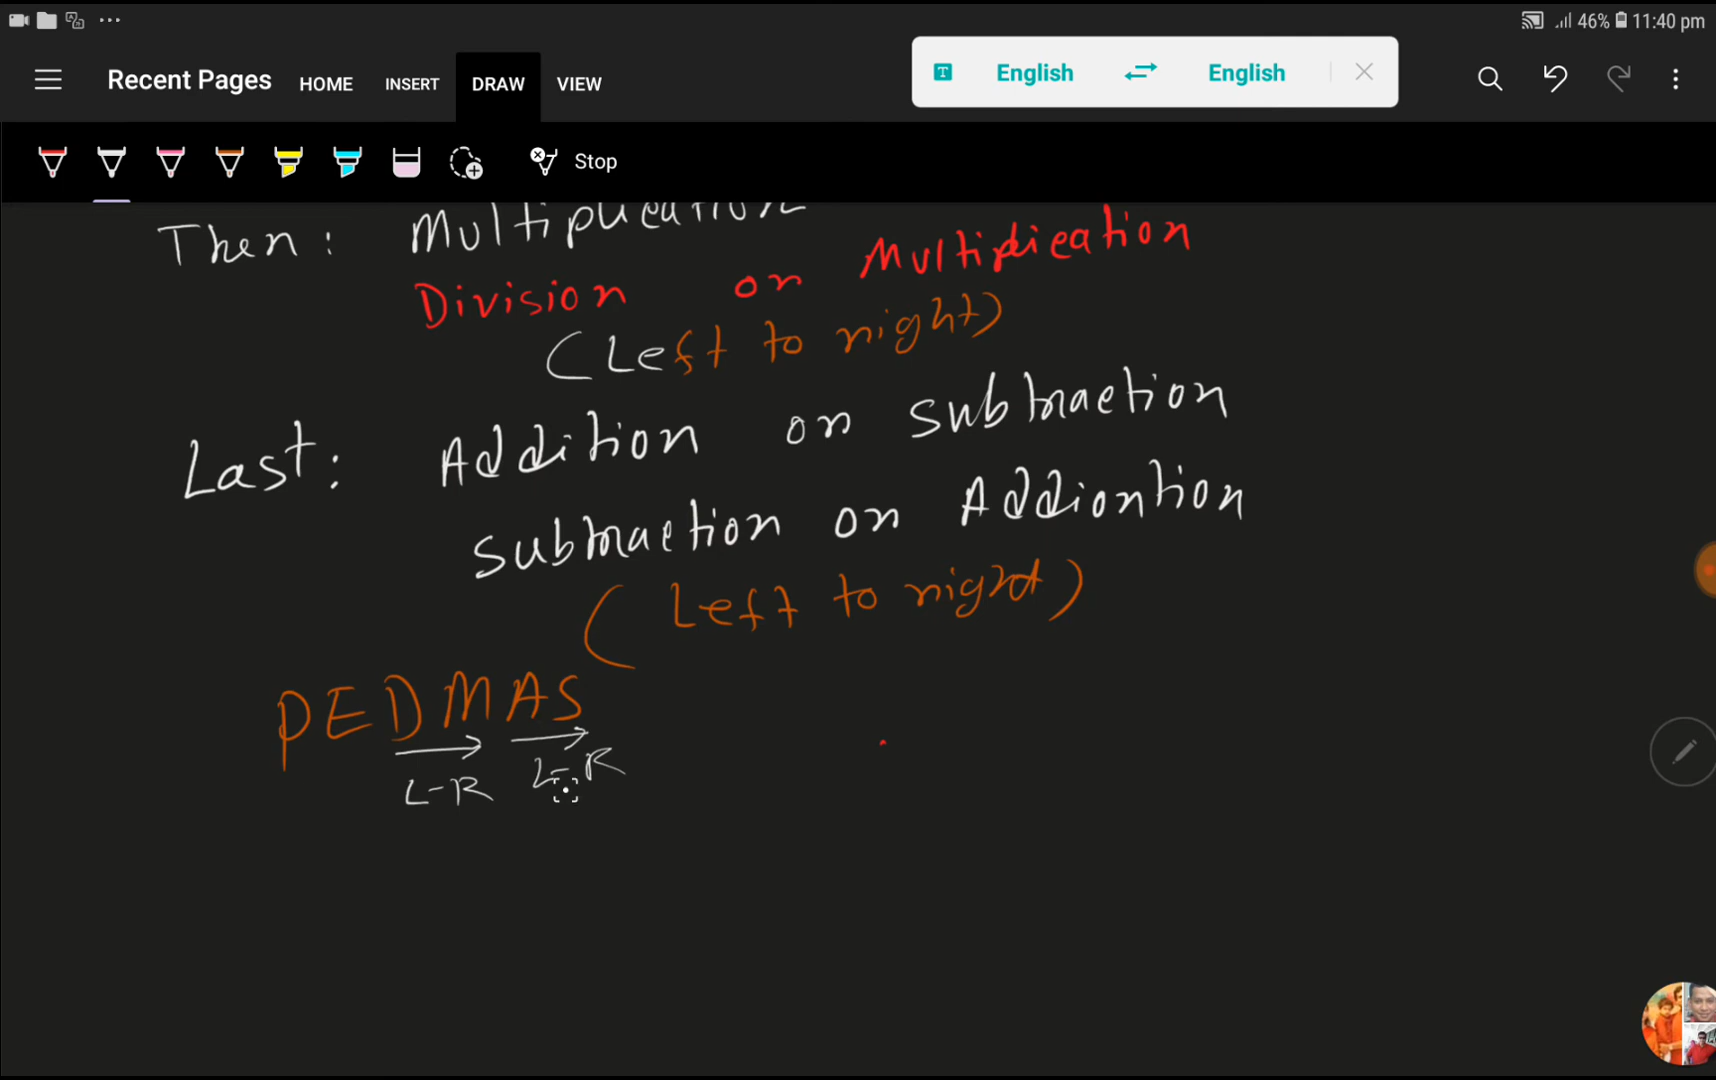 46% 11:40 pm
Recent Pages HOME INSERT DRAW VIEW
English English
Stop
Then: Multiplication
Division or Multiplication
(Left to right)
Last: Addition or subtraction
subtraction or Addiontion
(Left to right)
PEDMAS
L-R L-R